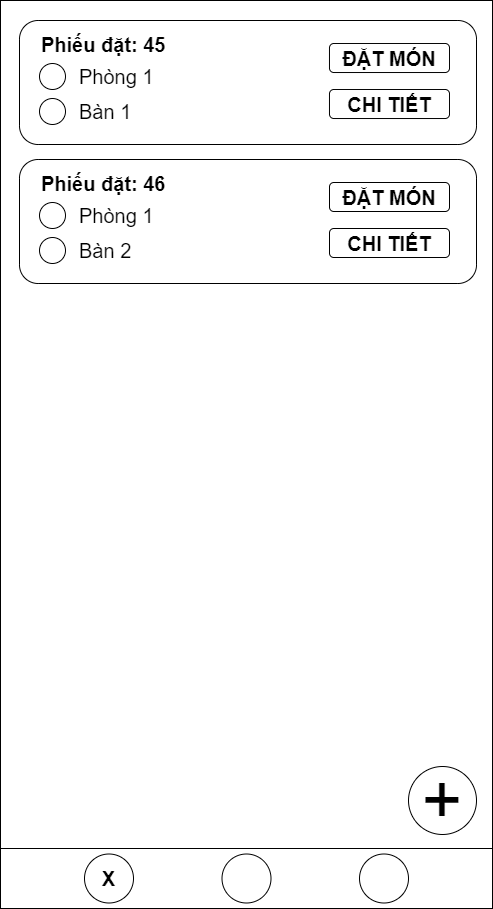 Phiếu đặt: 45
Phòng 1
Bàn 1
ĐẶT MÓN
CHI TIẾT
Phiếu đặt: 46
Phòng 1
Bàn 2
ĐẶT MÓN
CHI TIẾT
+
X